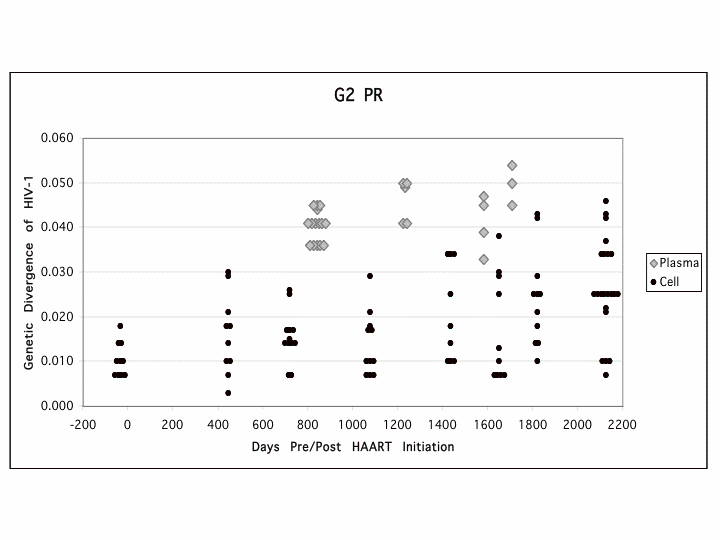 G2 PR
0.060
0.050
0.040
0.030
0.020
0.010
0.000
Genetic Divergence of HIV-1
-200 0 200 400 600 800 1000 1200 1400 1600 1800 2000 2200
Days Pre/Post HAART Initiation
Plasma
Cell